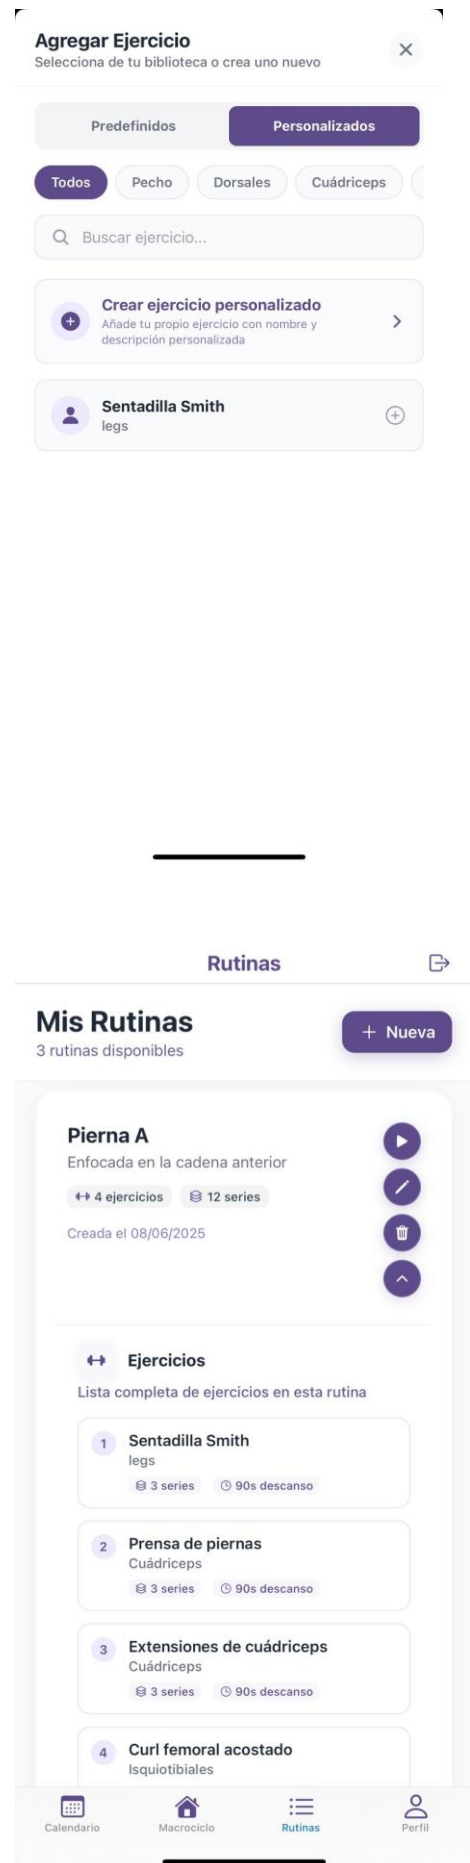 Agregar Ejercicio
Selecciona de tu biblioteca o crea uno nuevo
Predefinidos
Personalizados
Todos
Pecho
Dorsales
Cuádriceps
Buscar ejercicio...
Crear ejercicio personalizado
Añade tu propio ejercicio con nombre y
descripción personalizada
Sentadilla Smith
legs
Rutinas
Mis Rutinas
3 rutinas disponibles
+ Nueva
Pierna A
Enfocada en la cadena anterior
4 ejercicios
12 series
Creada el 08/06/2025
Ejercicios
Lista completa de ejercicios en esta rutina
1
Sentadilla Smith
legs
3 series
90s descanso
2
Prensa de piernas
Cuádriceps
3 series
90s descanso
3
Extensiones de cuádriceps
Cuádriceps
3 series
90s descanso
4
Curl femoral acostado
Isquiotibiales
Calendario
Macrociclo
Rutinas
Perfil